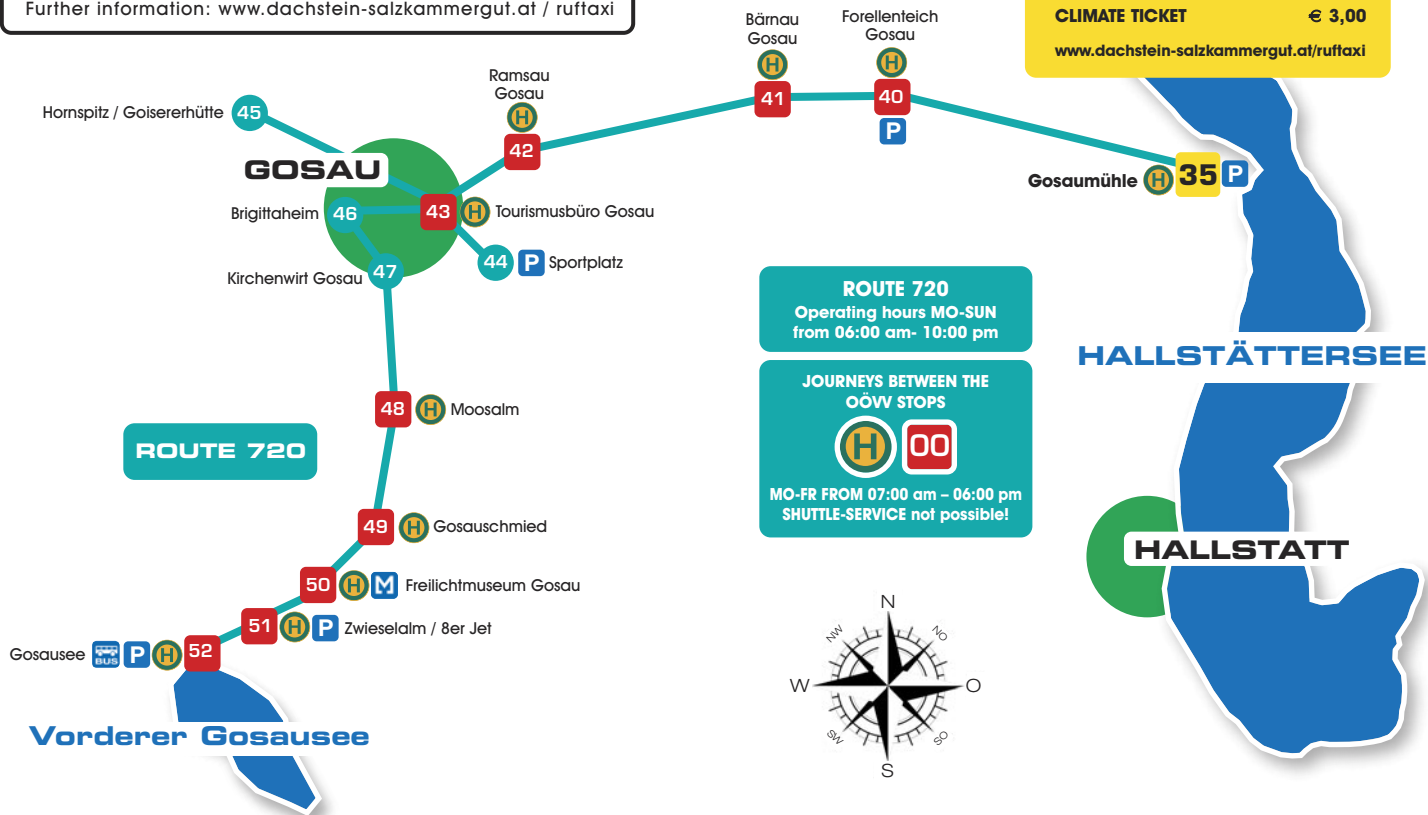 Further information: www.dachstein-salzkammergut.at / ruftaxi
CLIMATE TICKET € 3,00
www.dachstein-salzkammergut.at/ruftaxi
Bärnau
Gosau
H
41
Forellenteich
Gosau
H
40
P
Ramsau
Gosau
H
42
Hornspitz / Goisererhütte 45
GOSAU
Gosaumühle H 35 P
Brigittaheim 46
43 H Tourismusbüro Gosau
Kirchenwirt Gosau 47
44 P Sportplatz
ROUTE 720
Operating hours MO-SUN
from 06:00 am- 10:00 pm
HALLSTÄTTERSEE
JOURNEYS BETWEEN THE
OÖVV STOPS
H 00
MO-FR FROM 07:00 am – 06:00 pm
SHUTTLE-SERVICE not possible!
48 H Moosalm
ROUTE 720
49 H Gosauschmied
HALLSTATT
50 H M Freilichtmuseum Gosau
51 H P Zwieselalm / 8er Jet
Gosausee BUS P H 52
Vorderer Gosausee
N
NW NO
W O
SW SO
S